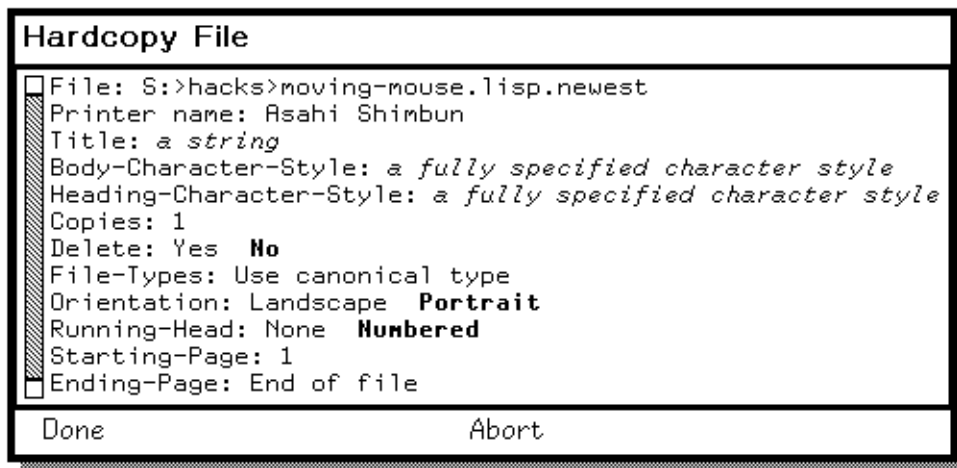 Hardcopy File
File: S:>hacks>moving-mouse.lisp.newest
Printer name: Asahi Shimbun
Title: a string
Body-Character-Style: a fully specified character style
Heading-Character-Style: a fully specified character style
Copies: 1
Delete: Yes No
File-Types: Use canonical type
Orientation: Landscape Portrait
Running-Head: None Numbered
Starting-Page: 1
Ending-Page: End of file
Done Abort